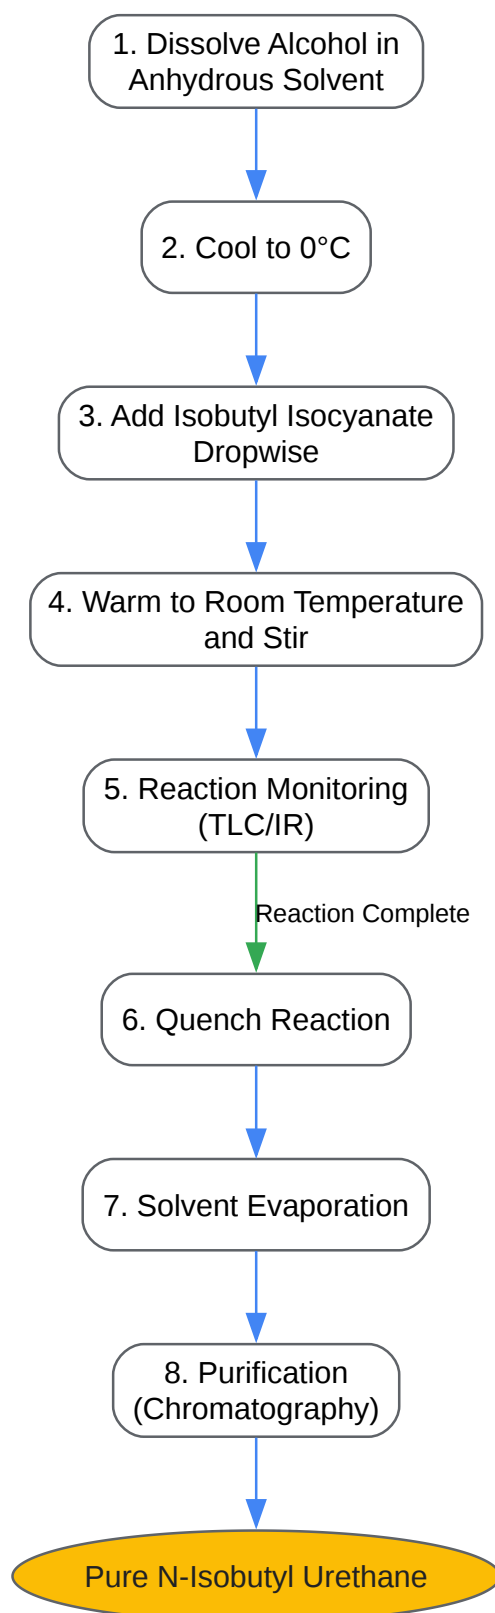 1. Dissolve Alcohol in
Anhydrous Solvent
2. Cool to 0°C
3. Add Isobutyl Isocyanate
Dropwise
4. Warm to Room Temperature
and Stir
5. Reaction Monitoring
(TLC/IR)
Reaction Complete
6. Quench Reaction
7. Solvent Evaporation
8. Purification
(Chromatography)
Pure N-Isobutyl Urethane